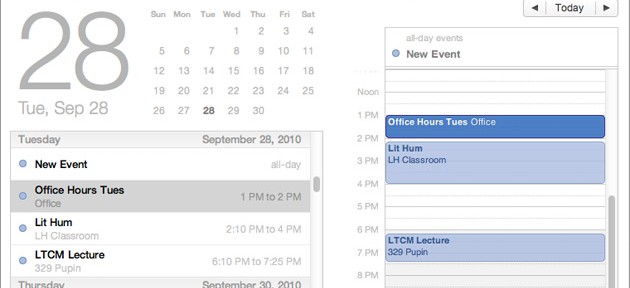 28
Tue, Sep 28
Sun Mon Tue Wed Thu Fri Sat
1 2 3 4
5 6 7 8 9 10 11
12 13 14 15 16 17 18
19 20 21 22 23 24 25
26 27 28 29 30
Tuesday September 28, 2010
New Event all-day
Office Hours Tues
Office 1 PM to 2 PM
Lit Hum
LH Classroom 2:10 PM to 4 PM
LTCM Lecture
329 Pupin 6:10 PM to 7:25 PM
Thursday September 30, 2010
Today
all-day events
New Event
Noon
1 PM
Office Hours Tues Office
2 PM
Lit Hum
LH Classroom
3 PM
4 PM
5 PM
6 PM
LTCM Lecture
329 Pupin
7 PM
8 PM